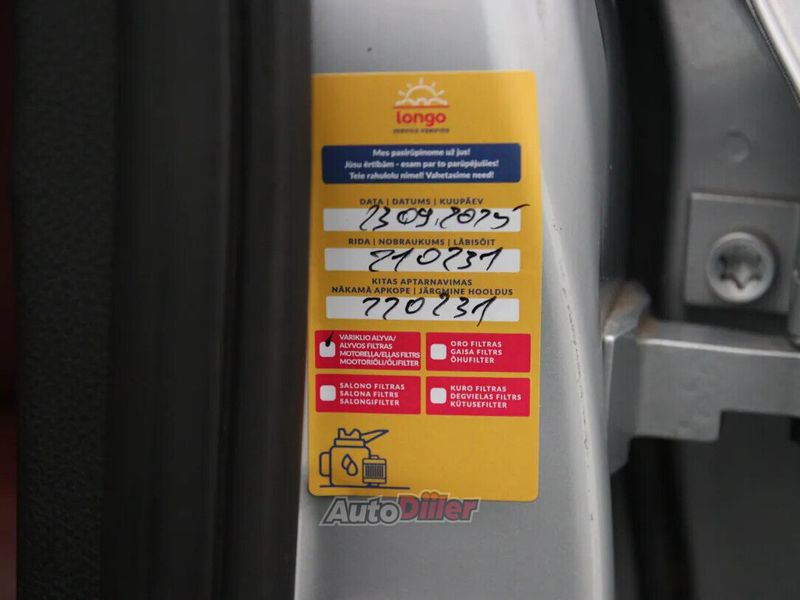 longo
SERVICE KOMPIDO
Mes pasirūpinome už jus!
Jūsu ērtībām - esam par to parūpējušies!
Teie rahulolu nimel! Vahetasime need!
DATA | DATUMS | KUUPÄEV
23.09.2025
RIDA | NOBRAUKUMS | LÄBISÕIT
210231
KITAS APTARNAVIMAS
NĀKAMĀ APKOPE | JÄRGMINE HOOLDUS
220231
VARIKLIO ALYVA/
ALYVOS FILTRAS
MOTOREĻĻA/EĻĻAS FILTRS
MOOTORIÕLI/ÕLIFILTER
ORO FILTRAS
GAISA FILTRS
ÕHUFILTER
SALONO FILTRAS
SALONA FILTRS
SALONGIFILTER
KURO FILTRAS
DEGVIELAS FILTRS
KÜTUSEFILTER
AutoDiller